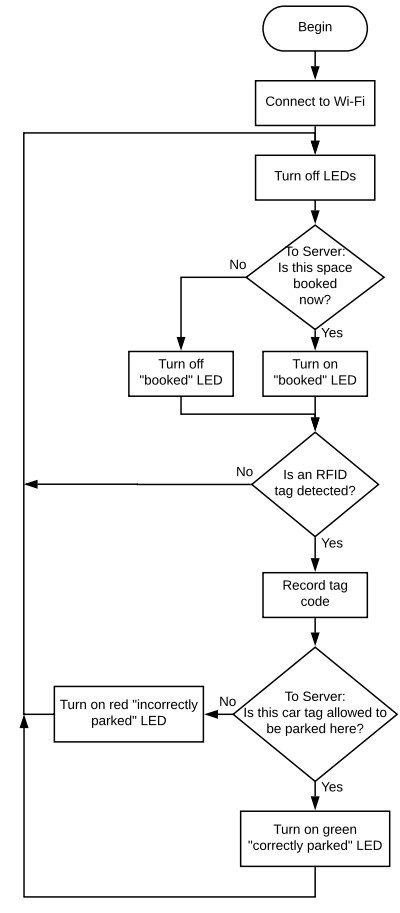 Begin
Connect to Wi-Fi
Turn off LEDs
To Server:
Is this space
booked
now?
No
Yes
Turn off
"booked" LED
Turn on
"booked" LED
Is an RFID
tag detected?
No
Yes
Record tag
code
To Server:
Is this car tag allowed to
be parked here?
No
Turn on red "incorrectly
parked" LED
Yes
Turn on green
"correctly parked" LED